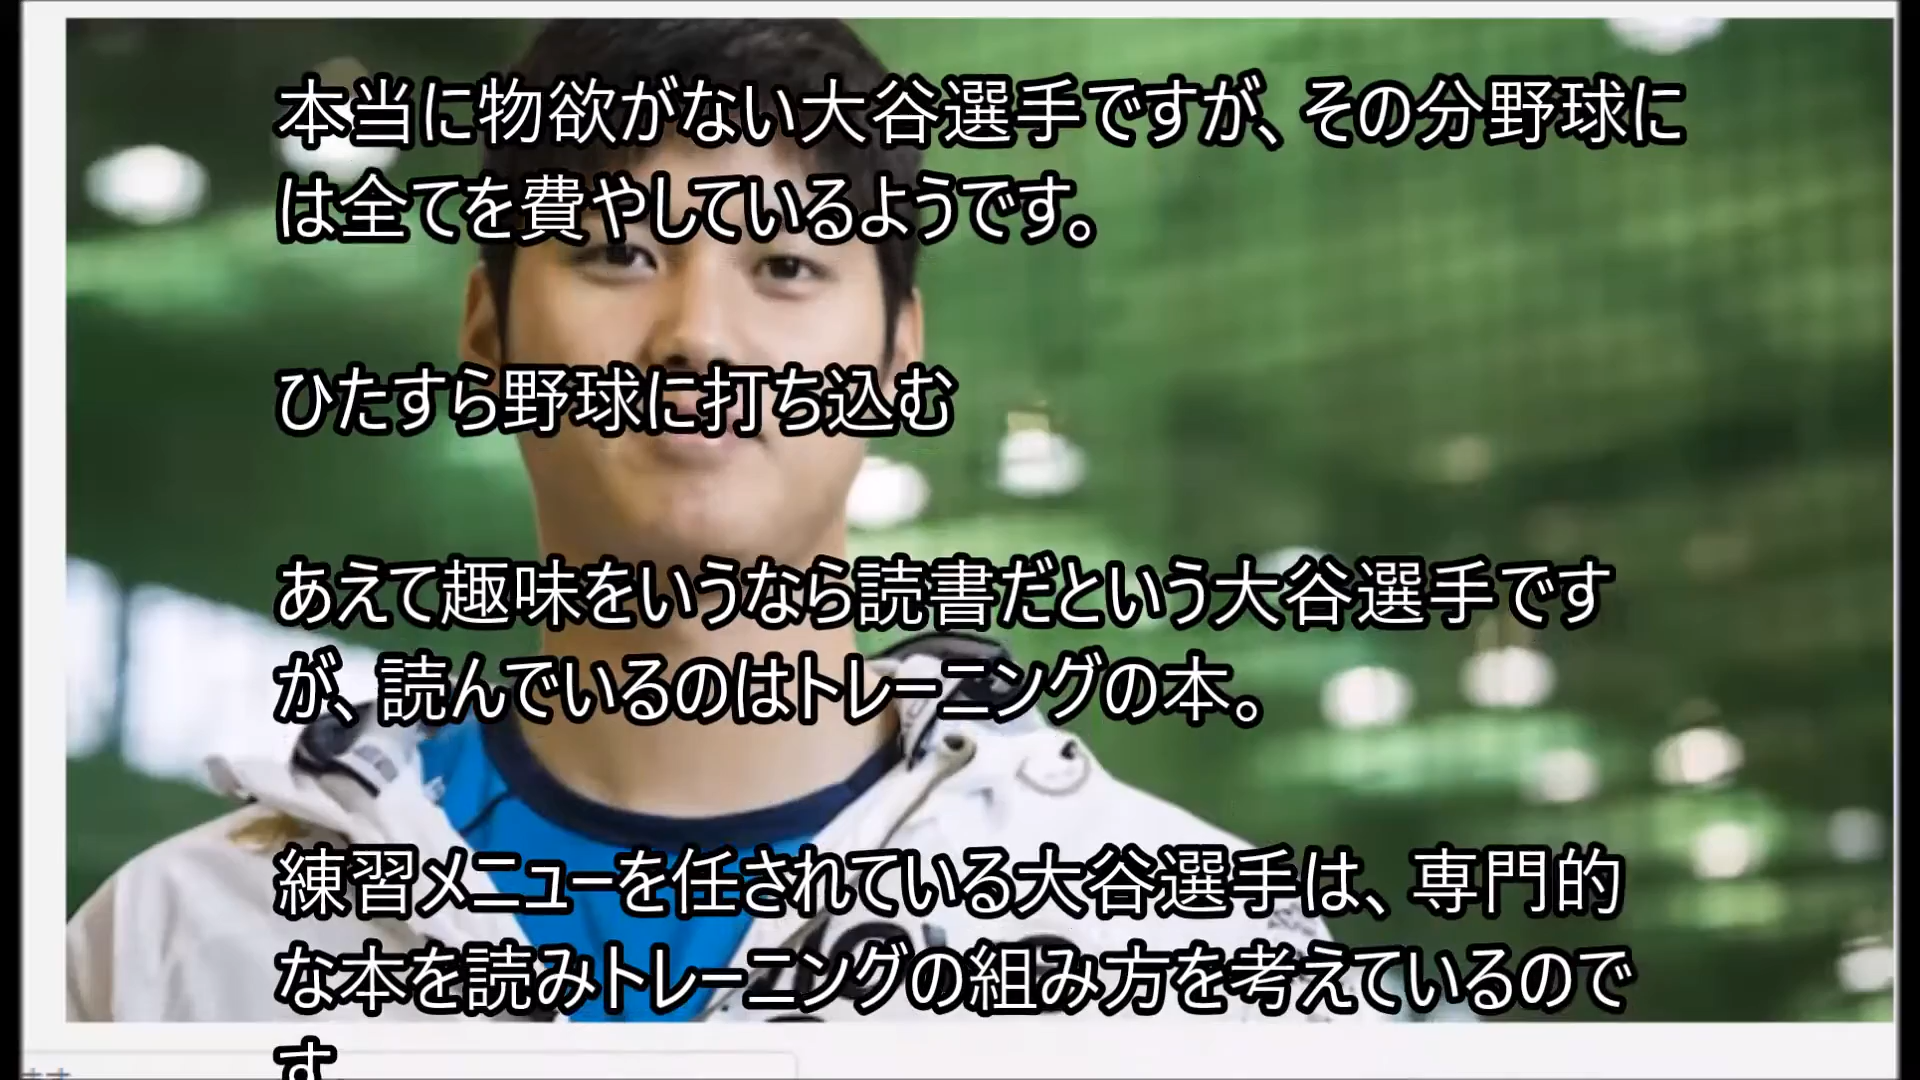 本当に物欲がない大谷選手ですが、その分野球に
は全てを費やしているようです。
ひたすら野球に打ち込む
あえて趣味をいうなら読書だという大谷選手です
が、読んでいるのはトレーニングの本。
練習メニューを任されている大谷選手は、専門的
な本を読みトレーニングの組み方を考えているので
す。